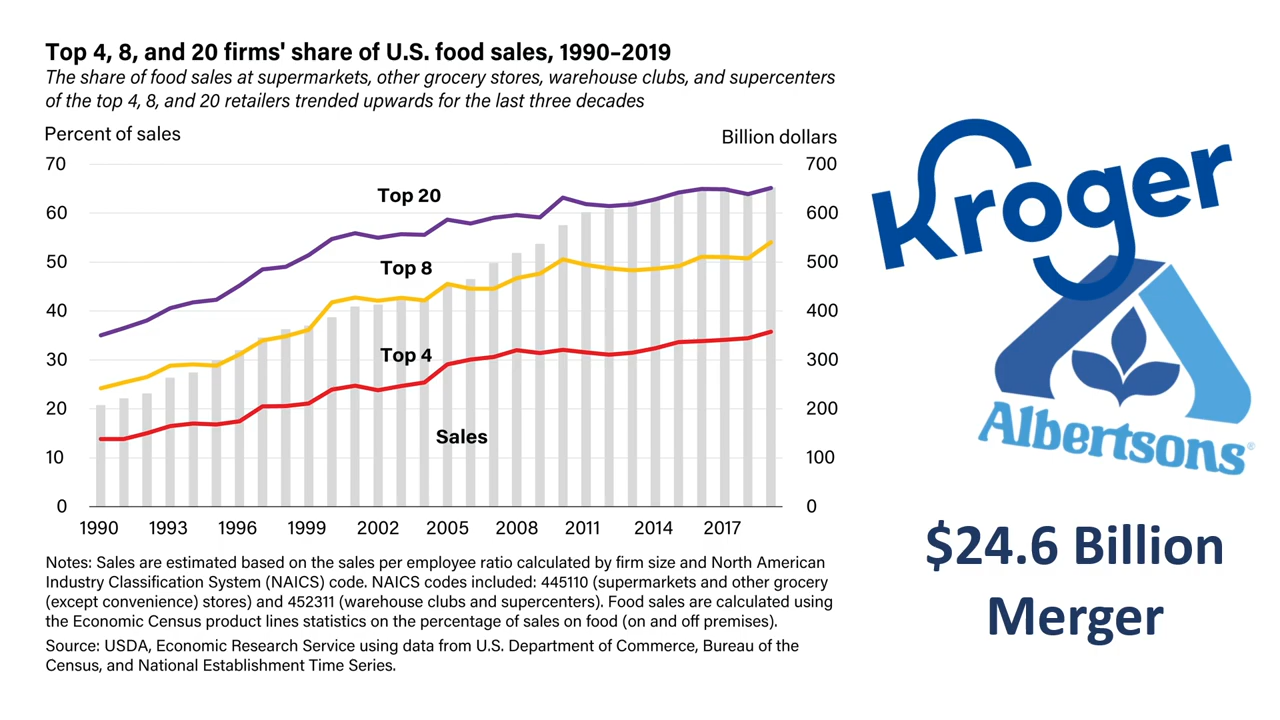 Top 4, 8, and 20 firms' share of U.S. food sales, 1990–2019
The share of food sales at supermarkets, other grocery stores, warehouse clubs, and supercenters
of the top 4, 8, and 20 retailers trended upwards for the last three decades
Percent of sales
Billion dollars
70
60
50
40
30
20
10
0
700
600
500
400
300
200
100
0
Top 20
Top 8
Top 4
Sales
1990 1993 1996 1999 2002 2005 2008 2011 2014 2017
Notes: Sales are estimated based on the sales per employee ratio calculated by firm size and North American
Industry Classification System (NAICS) code. NAICS codes included: 445110 (supermarkets and other grocery
(except convenience) stores) and 452311 (warehouse clubs and supercenters). Food sales are calculated using
the Economic Census product lines statistics on the percentage of sales on food (on and off premises).
Source: USDA, Economic Research Service using data from U.S. Department of Commerce, Bureau of the
Census, and National Establishment Time Series.
Kroger
Albertsons®
$24.6 Billion
Merger